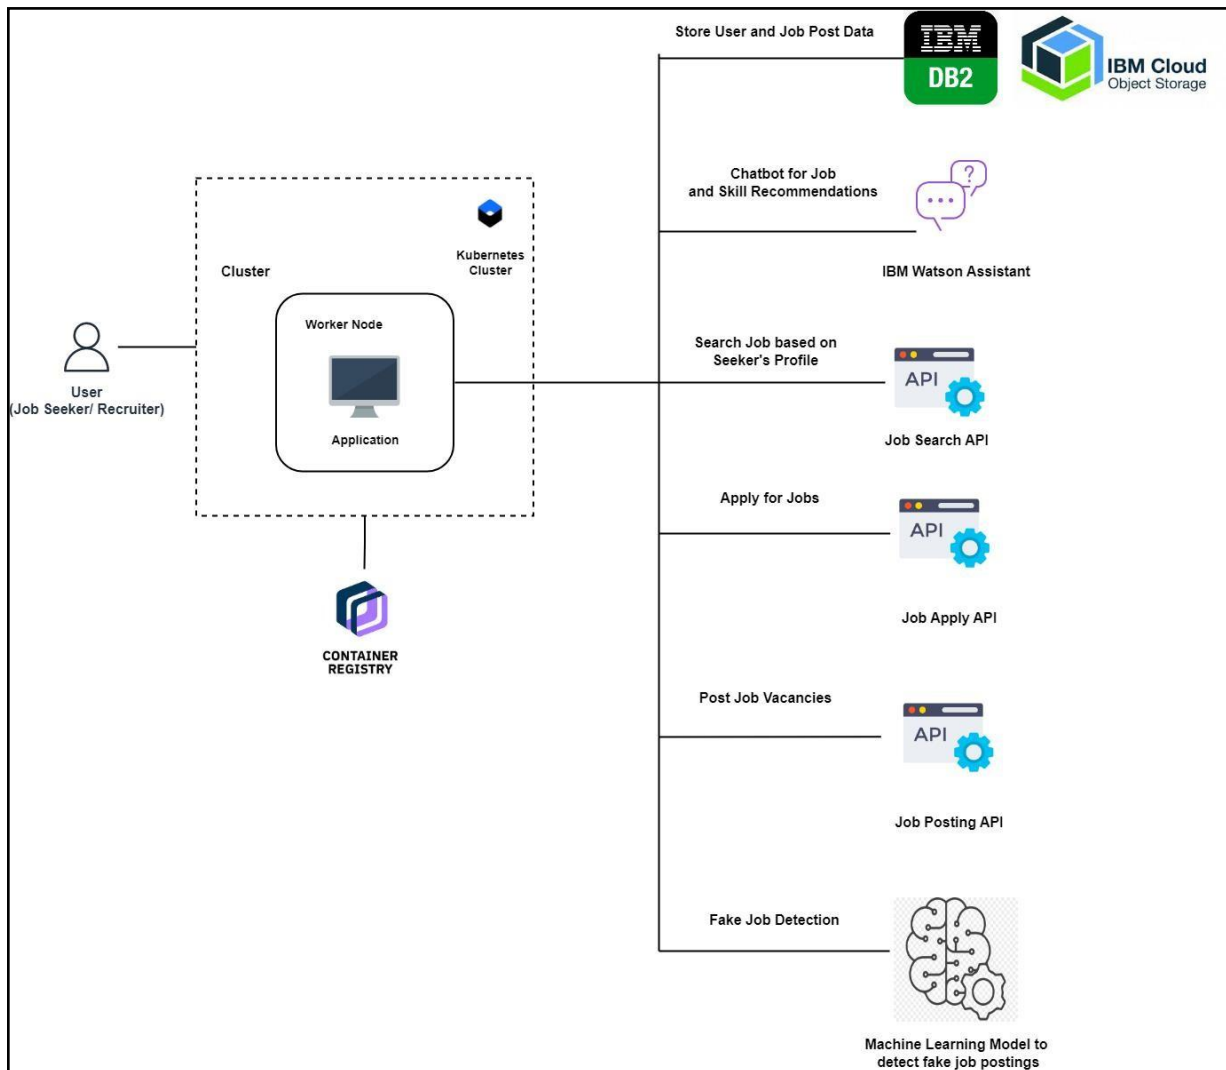 Store User and Job Post Data
IBM
DB2
IBM Cloud
Object Storage
Chatbot for Job
and Skill Recommendations
?
IBM Watson Assistant
Kubernetes
Cluster
Cluster
Worker Node
Application
User
(Job Seeker/ Recruiter)
Search Job based on
Seeker's Profile
API
Job Search API
Apply for Jobs
API
Job Apply API
CONTAINER
REGISTRY
Post Job Vacancies
API
Job Posting API
Fake Job Detection
Machine Learning Model to
detect fake job postings